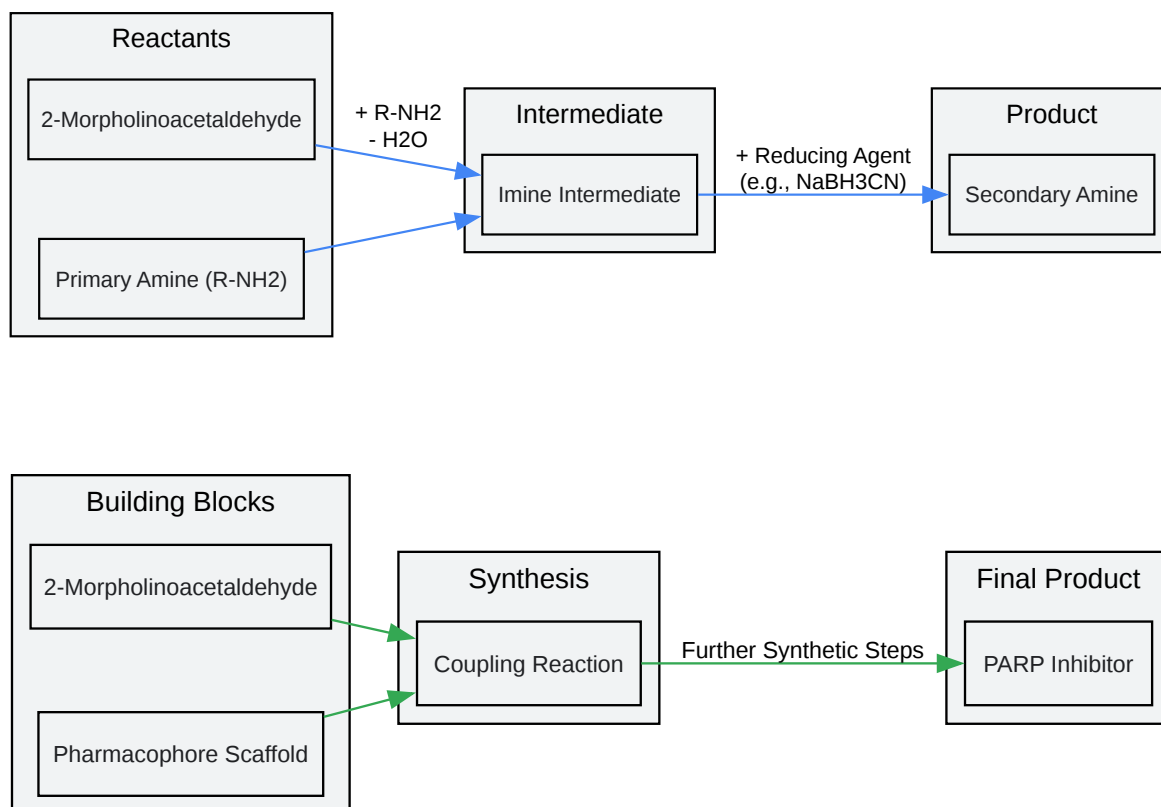 Reactants
2-Morpholinoacetaldehyde
Primary Amine (R-NH2)
+ R-NH2
- H2O
Intermediate
Imine Intermediate
+ Reducing Agent
(e.g., NaBH3CN)
Product
Secondary Amine
Building Blocks
2-Morpholinoacetaldehyde
Pharmacophore Scaffold
Synthesis
Coupling Reaction
Further Synthetic Steps
Final Product
PARP Inhibitor